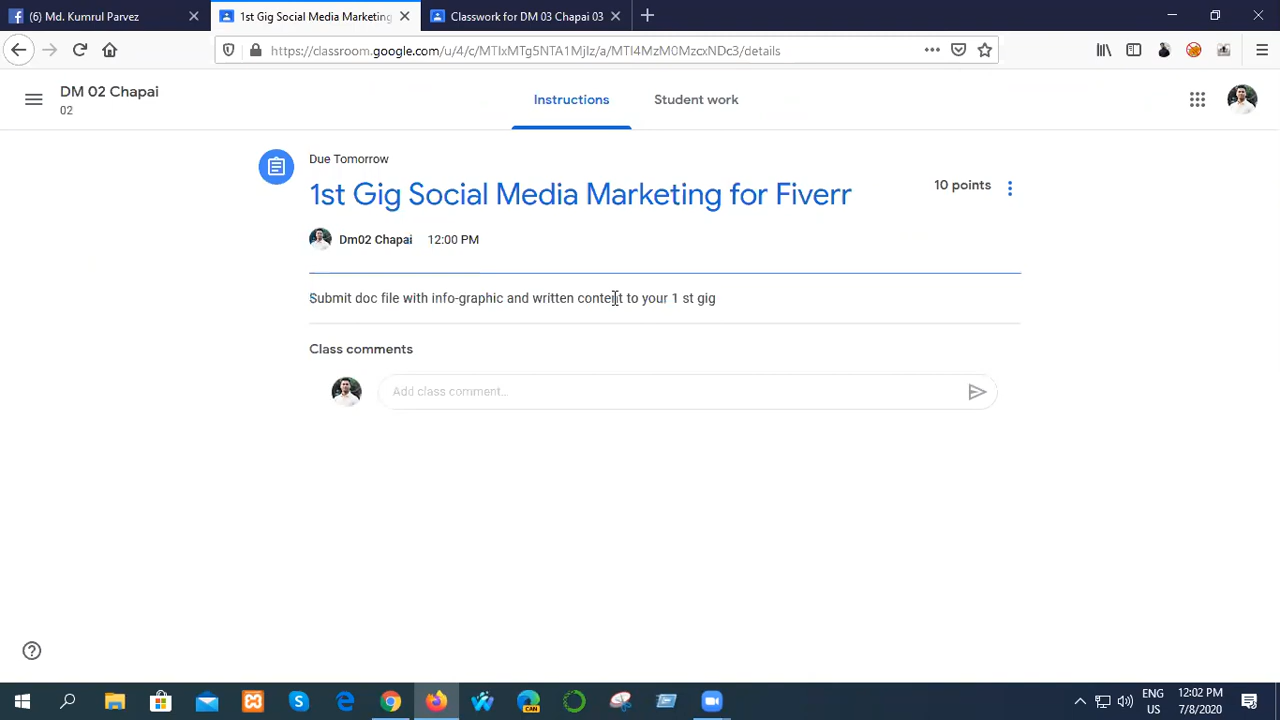 (6) Md. Kumrul Parvez
1st Gig Social Media Marketing
Classwork for DM 03 Chapai 03
https://classroom.google.com/u/4/c/MTIxMTg5NTA1MjIz/a/MTI4MzM0MzcxNDc3/details
DM 02 Chapai
02
Instructions
Student work
Due Tomorrow
1st Gig Social Media Marketing for Fiverr
10 points
Dm02 Chapai 12:00 PM
Submit doc file with info-graphic and written content to your 1 st gig
Class comments
Add class comment...
ENG
US
12:02 PM
7/8/2020
CAN